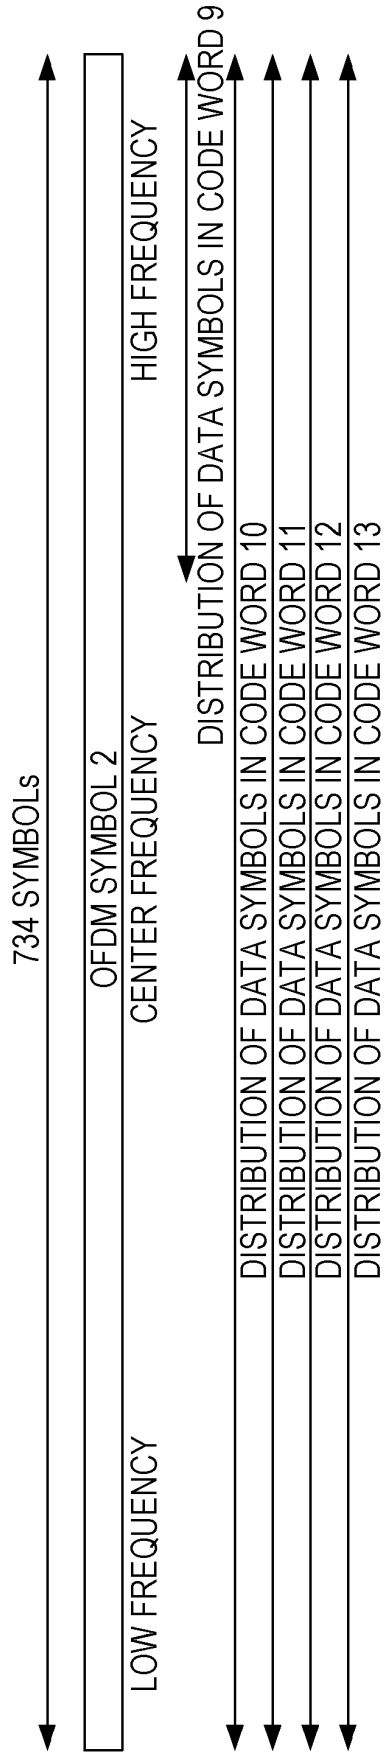 734 SYMBOLs
OFDM SYMBOL 2
LOW FREQUENCY
CENTER FREQUENCY
HIGH FREQUENCY
DISTRIBUTION OF DATA SYMBOLS IN CODE WORD 9
DISTRIBUTION OF DATA SYMBOLS IN CODE WORD 10
DISTRIBUTION OF DATA SYMBOLS IN CODE WORD 11
DISTRIBUTION OF DATA SYMBOLS IN CODE WORD 12
DISTRIBUTION OF DATA SYMBOLS IN CODE WORD 13